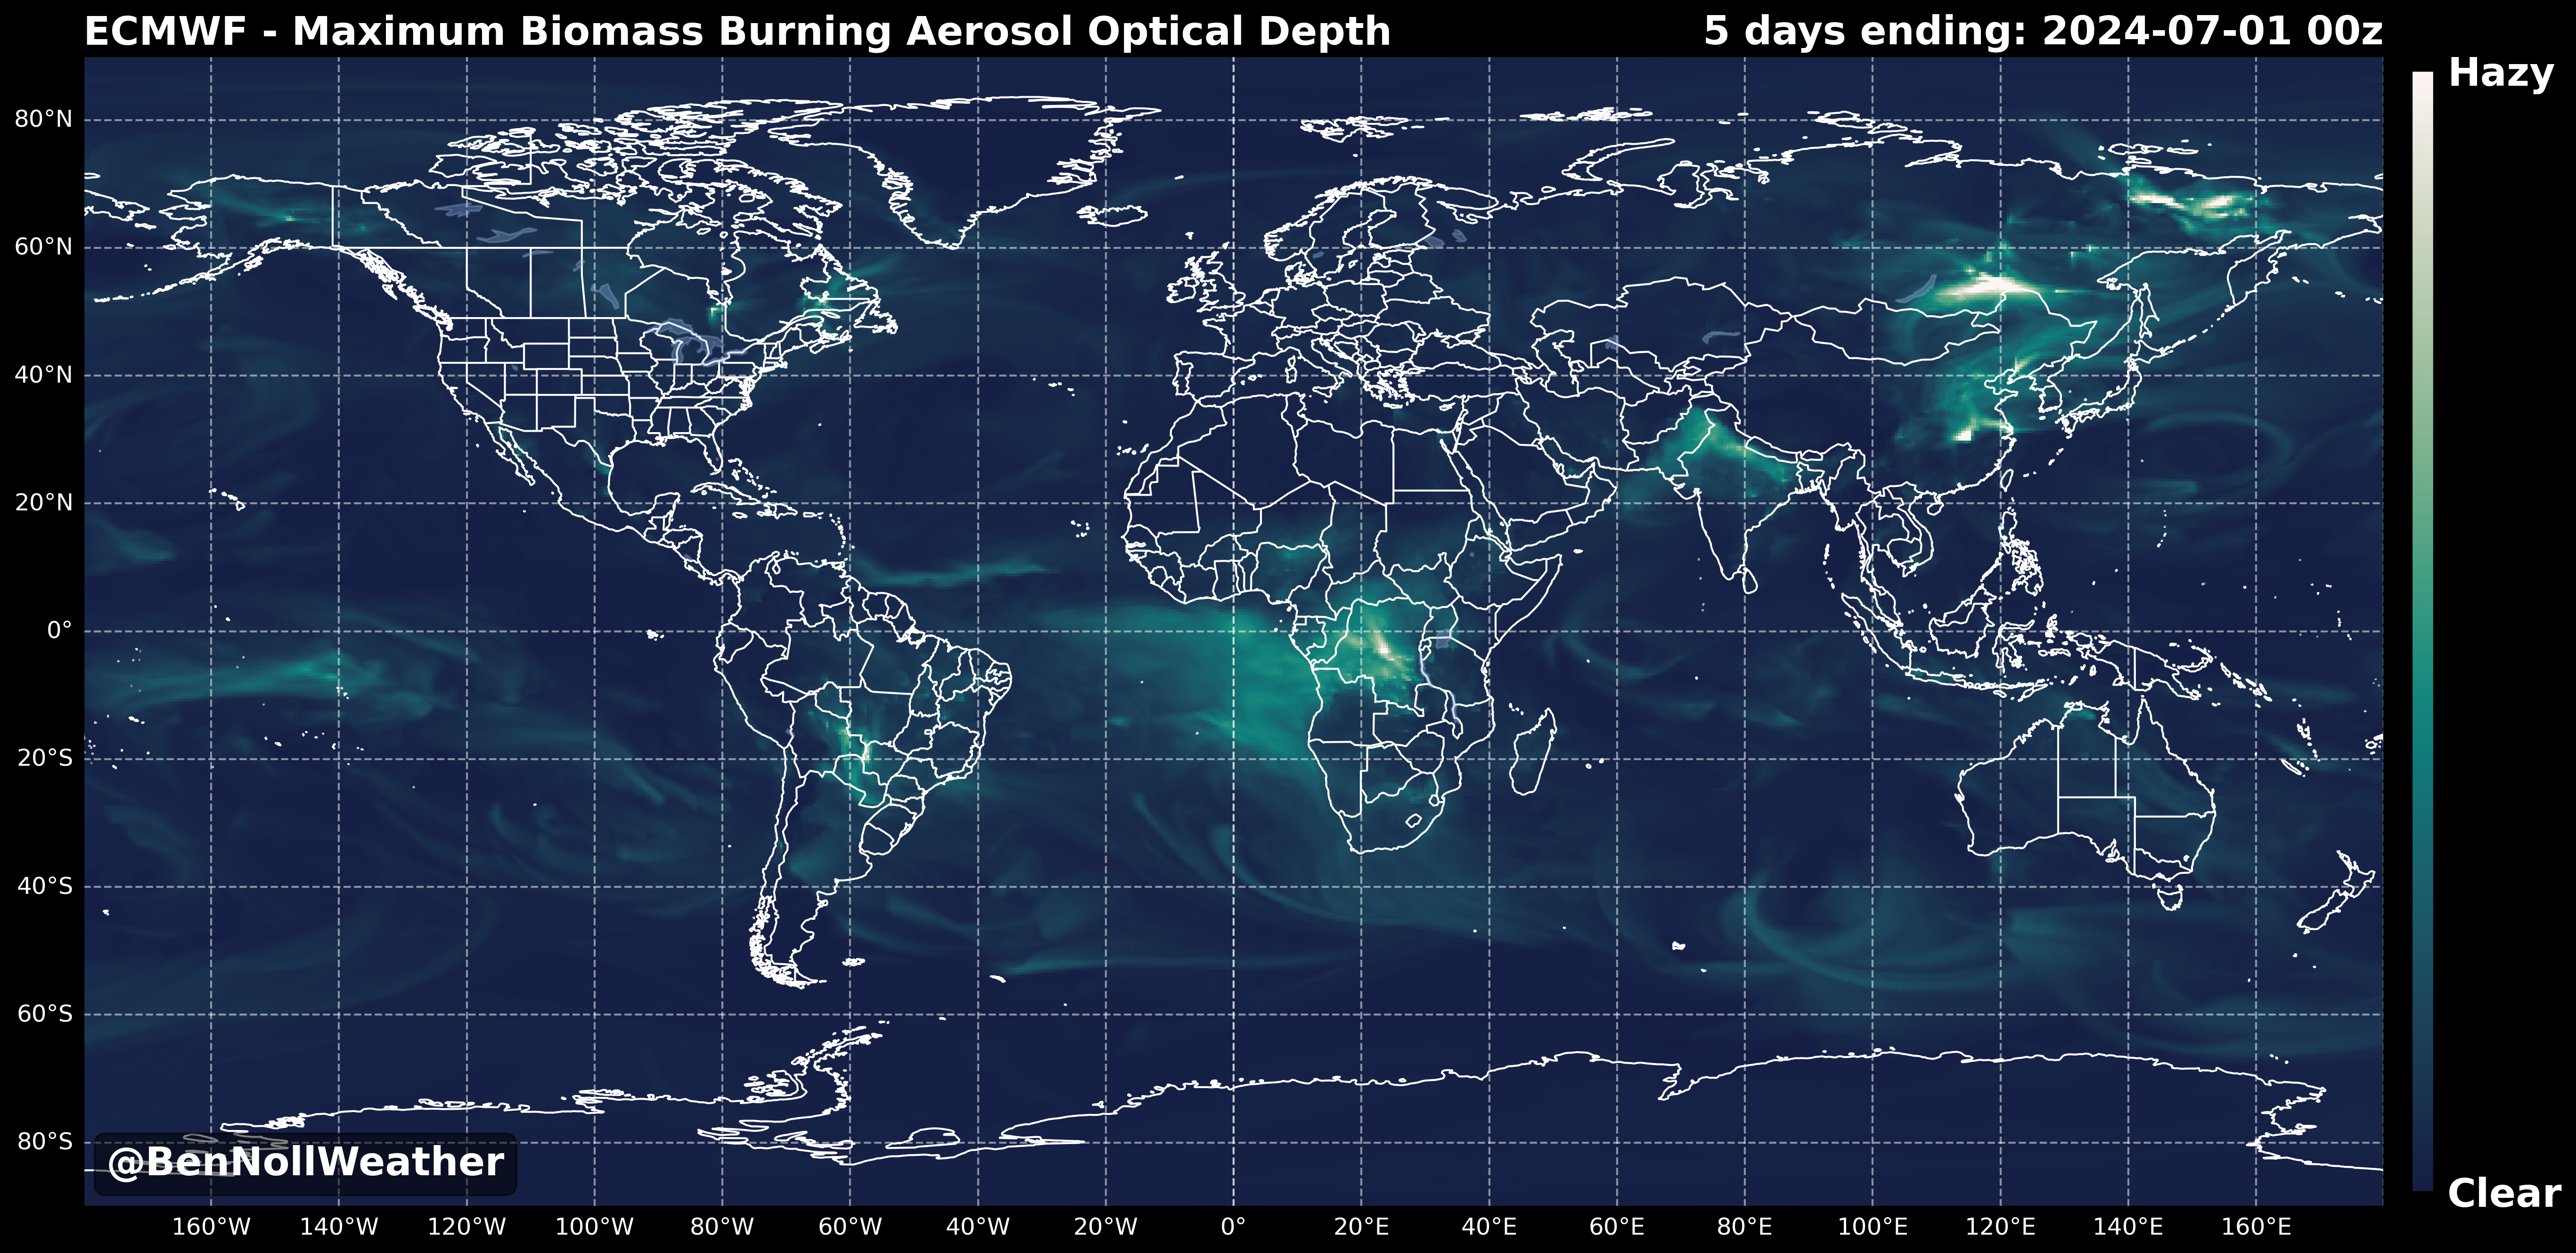 ECMWF - Maximum Biomass Burning Aerosol Optical Depth
5 days ending: 2024-07-01 00z
Hazy
80°N
60°N
40°N
20°N
0°
20°S
40°S
60°S
80°S
@BenNollWeather
Clear
160°W 140°W 120°W 100°W 80°W 60°W 40°W 20°W 0° 20°E 40°E 60°E 80°E 100°E 120°E 140°E 160°E